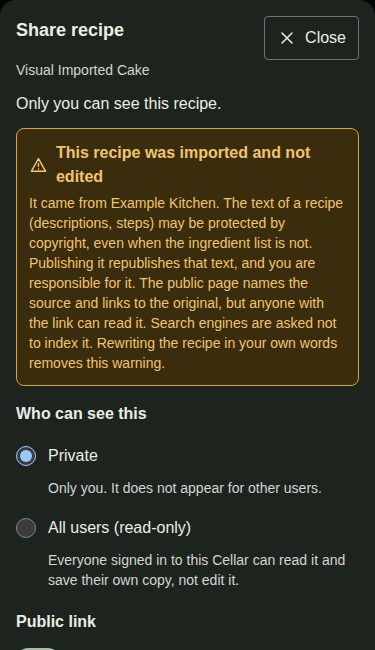 Share recipe
Close
Visual Imported Cake
Only you can see this recipe.
This recipe was imported and not
edited
It came from Example Kitchen. The text of a recipe
(descriptions, steps) may be protected by
copyright, even when the ingredient list is not.
Publishing it republishes that text, and you are
responsible for it. The public page names the
source and links to the original, but anyone with
the link can read it. Search engines are asked not
to index it. Rewriting the recipe in your own words
removes this warning.
Who can see this
Private
Only you. It does not appear for other users.
All users (read-only)
Everyone signed in to this Cellar can read it and
save their own copy, not edit it.
Public link